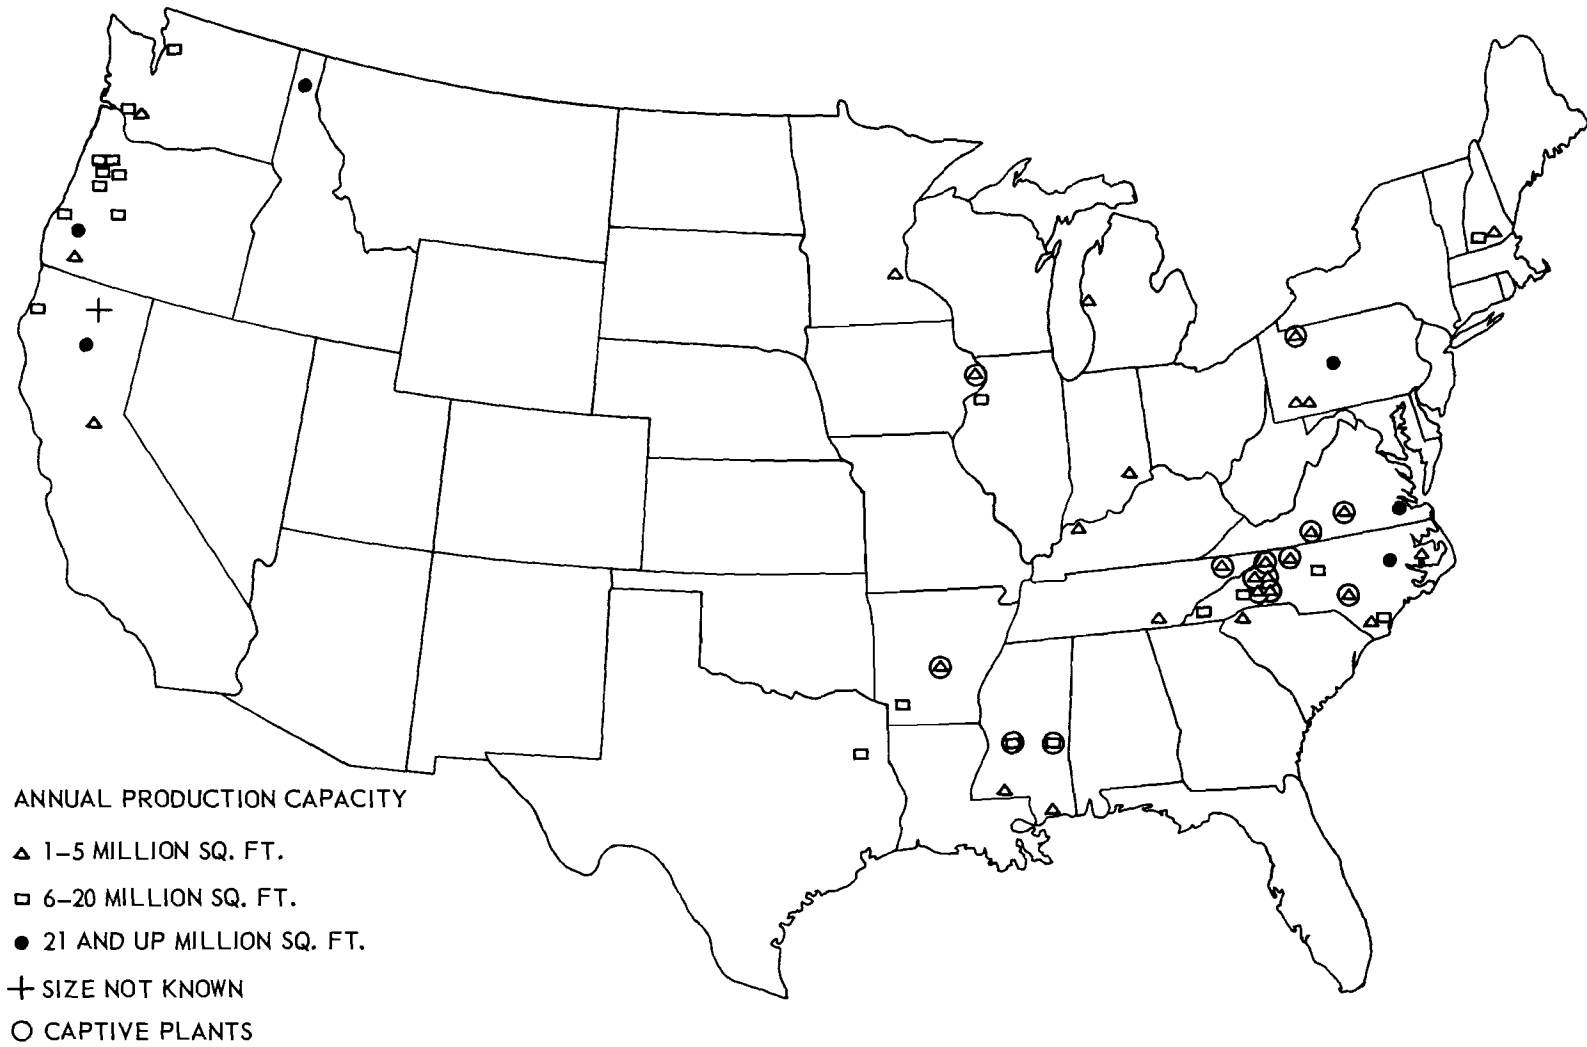 ANNUAL PRODUCTION CAPACITY
1–5 MILLION SQ. FT.
6–20 MILLION SQ. FT.
21 AND UP MILLION SQ. FT.
SIZE NOT KNOWN
CAPTIVE PLANTS